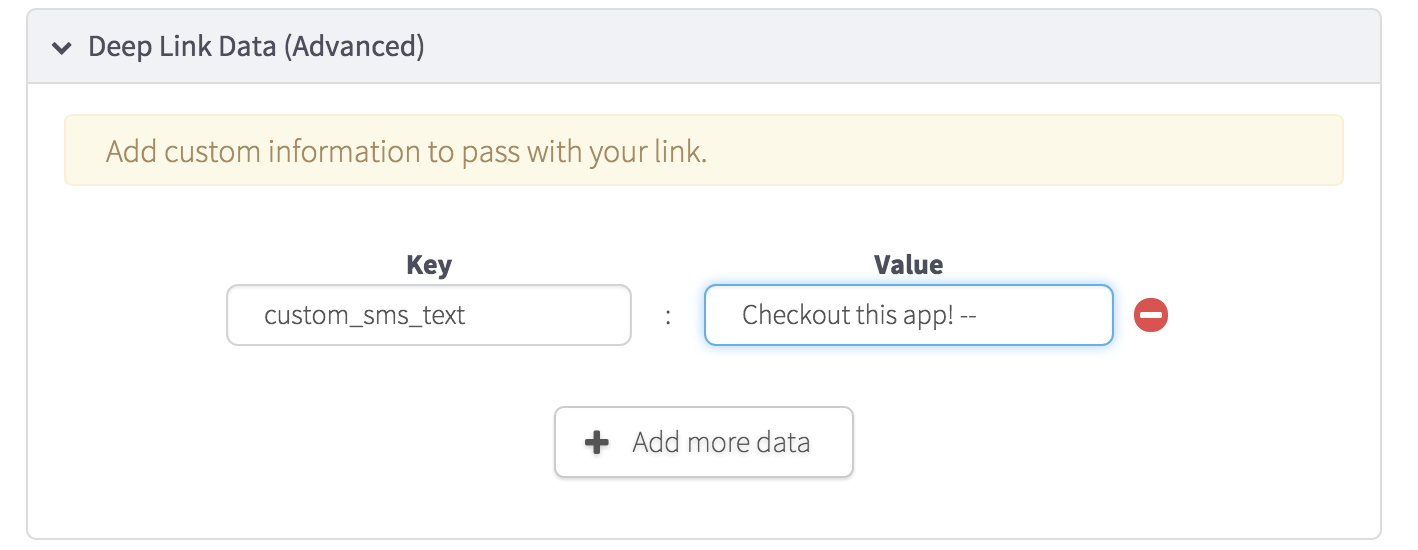 Deep Link Data (Advanced)
Add custom information to pass with your link.
Key Value
custom_sms_text : Checkout this app! --
Add more data